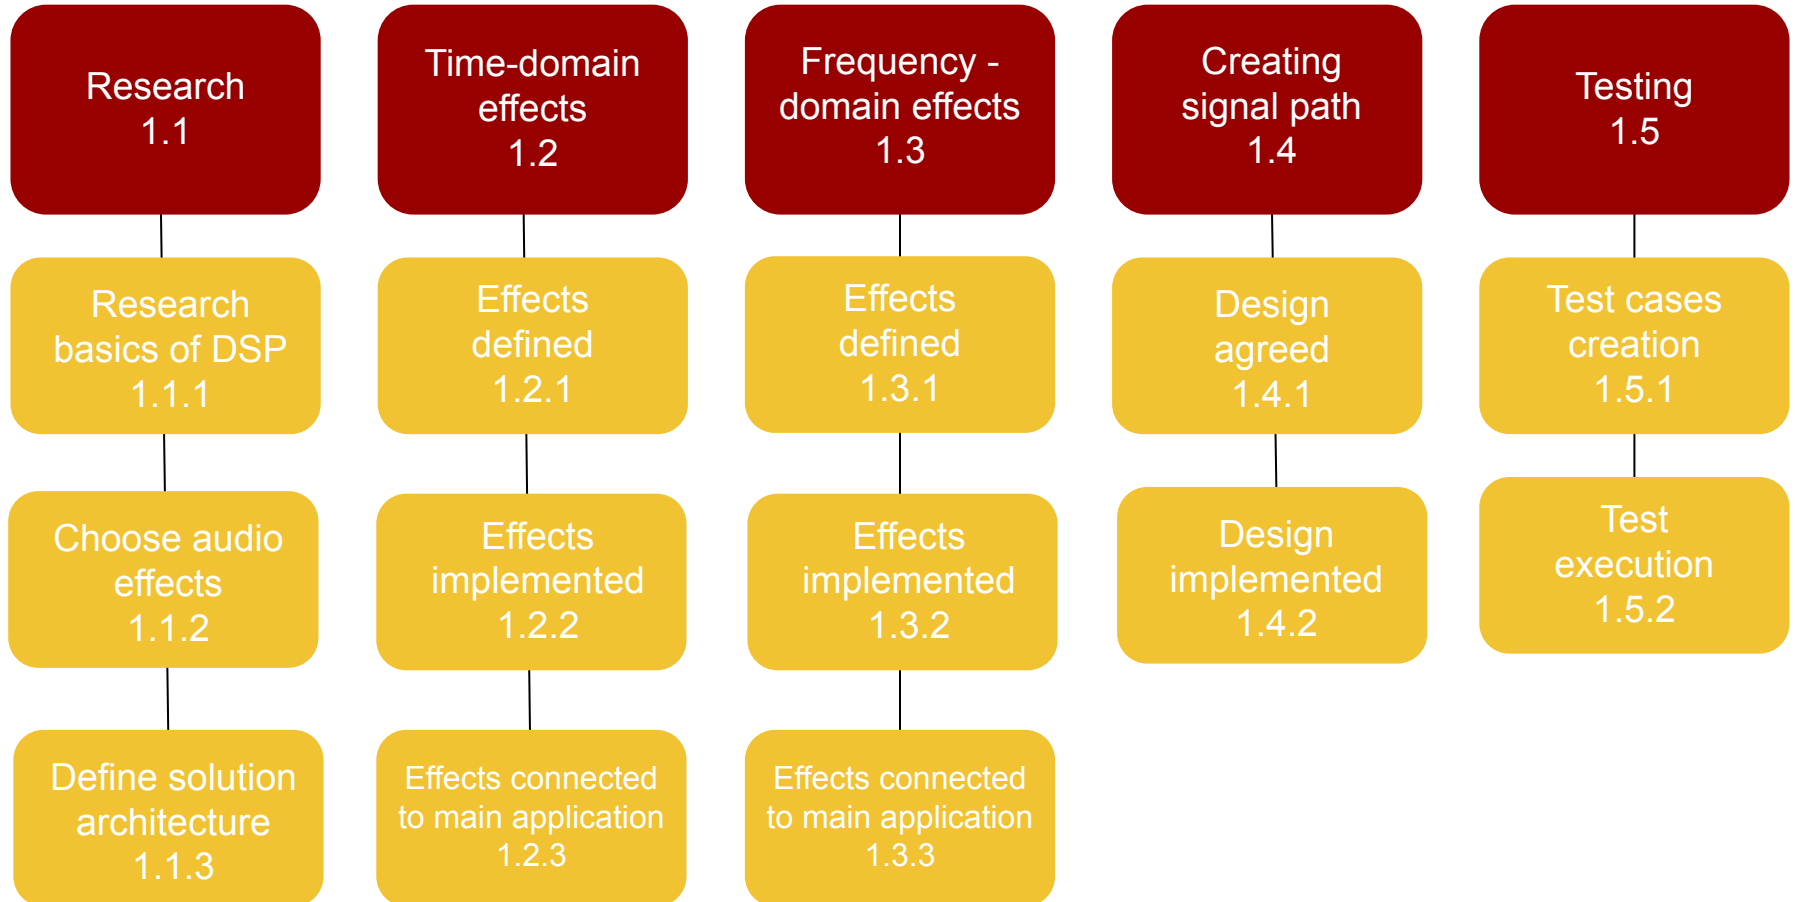 Research
1.1
Time-domain
effects
1.2
Frequency -
domain effects
1.3
Creating
signal path
1.4
Testing
1.5
Research
basics of DSP
1.1.1
Effects
defined
1.2.1
Effects
defined
1.3.1
Design
agreed
1.4.1
Test cases
creation
1.5.1
Choose audio
effects
1.1.2
Effects
implemented
1.2.2
Effects
implemented
1.3.2
Design
implemented
1.4.2
Test
execution
1.5.2
Define solution
architecture
1.1.3
Effects connected
to main application
1.2.3
Effects connected
to main application
1.3.3